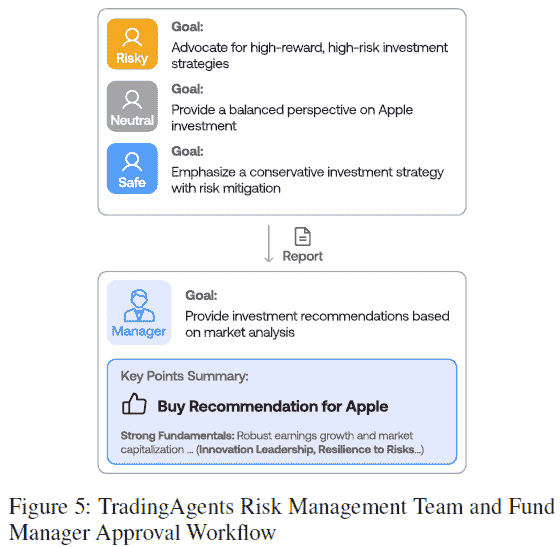 Goal:
Risky
Advocate for high-reward, high-risk investment
strategies
Goal:
Neutral
Provide a balanced perspective on Apple
investment
Goal:
Safe
Emphasize a conservative investment strategy
with risk mitigation
Report
Goal:
Manager
Provide investment recommendations based
on market analysis
Key Points Summary:
Buy Recommendation for Apple
Strong Fundamentals: Robust earnings growth and market
capitalization ... (Innovation Leadership, Resilience to Risks...)
Figure 5: TradingAgents Risk Management Team and Fund
Manager Approval Workflow